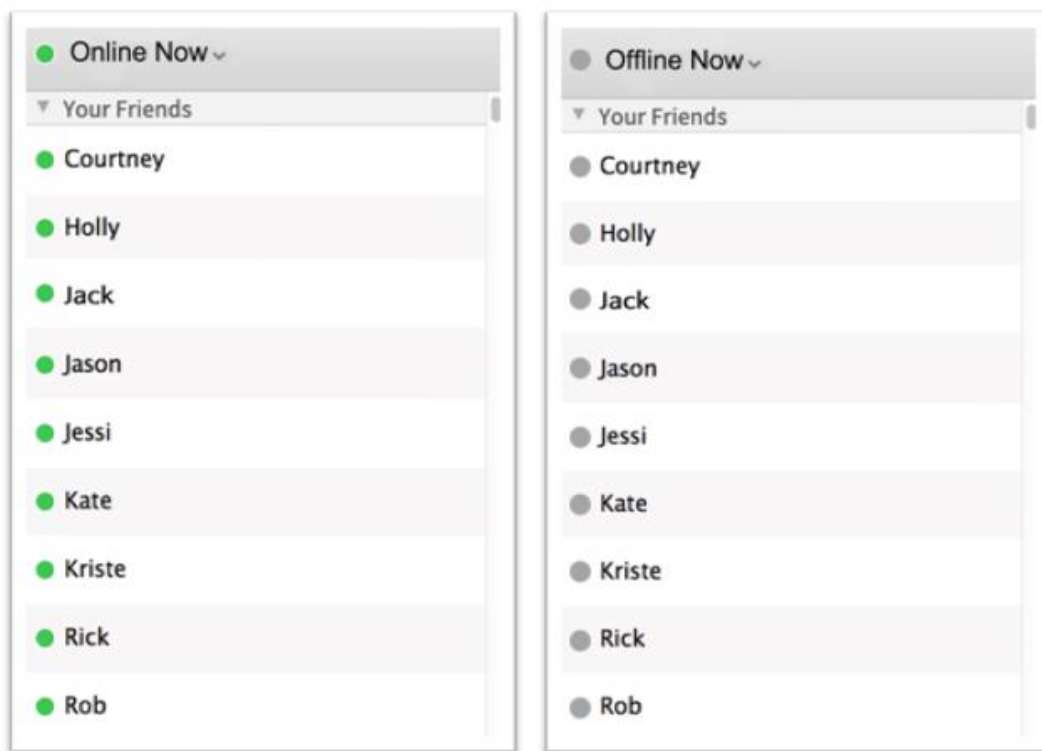 Online Now
Your Friends
Courtney
Holly
Jack
Jason
Jessi
Kate
Kriste
Rick
Rob
Offline Now
Your Friends
Courtney
Holly
Jack
Jason
Jessi
Kate
Kriste
Rick
Rob